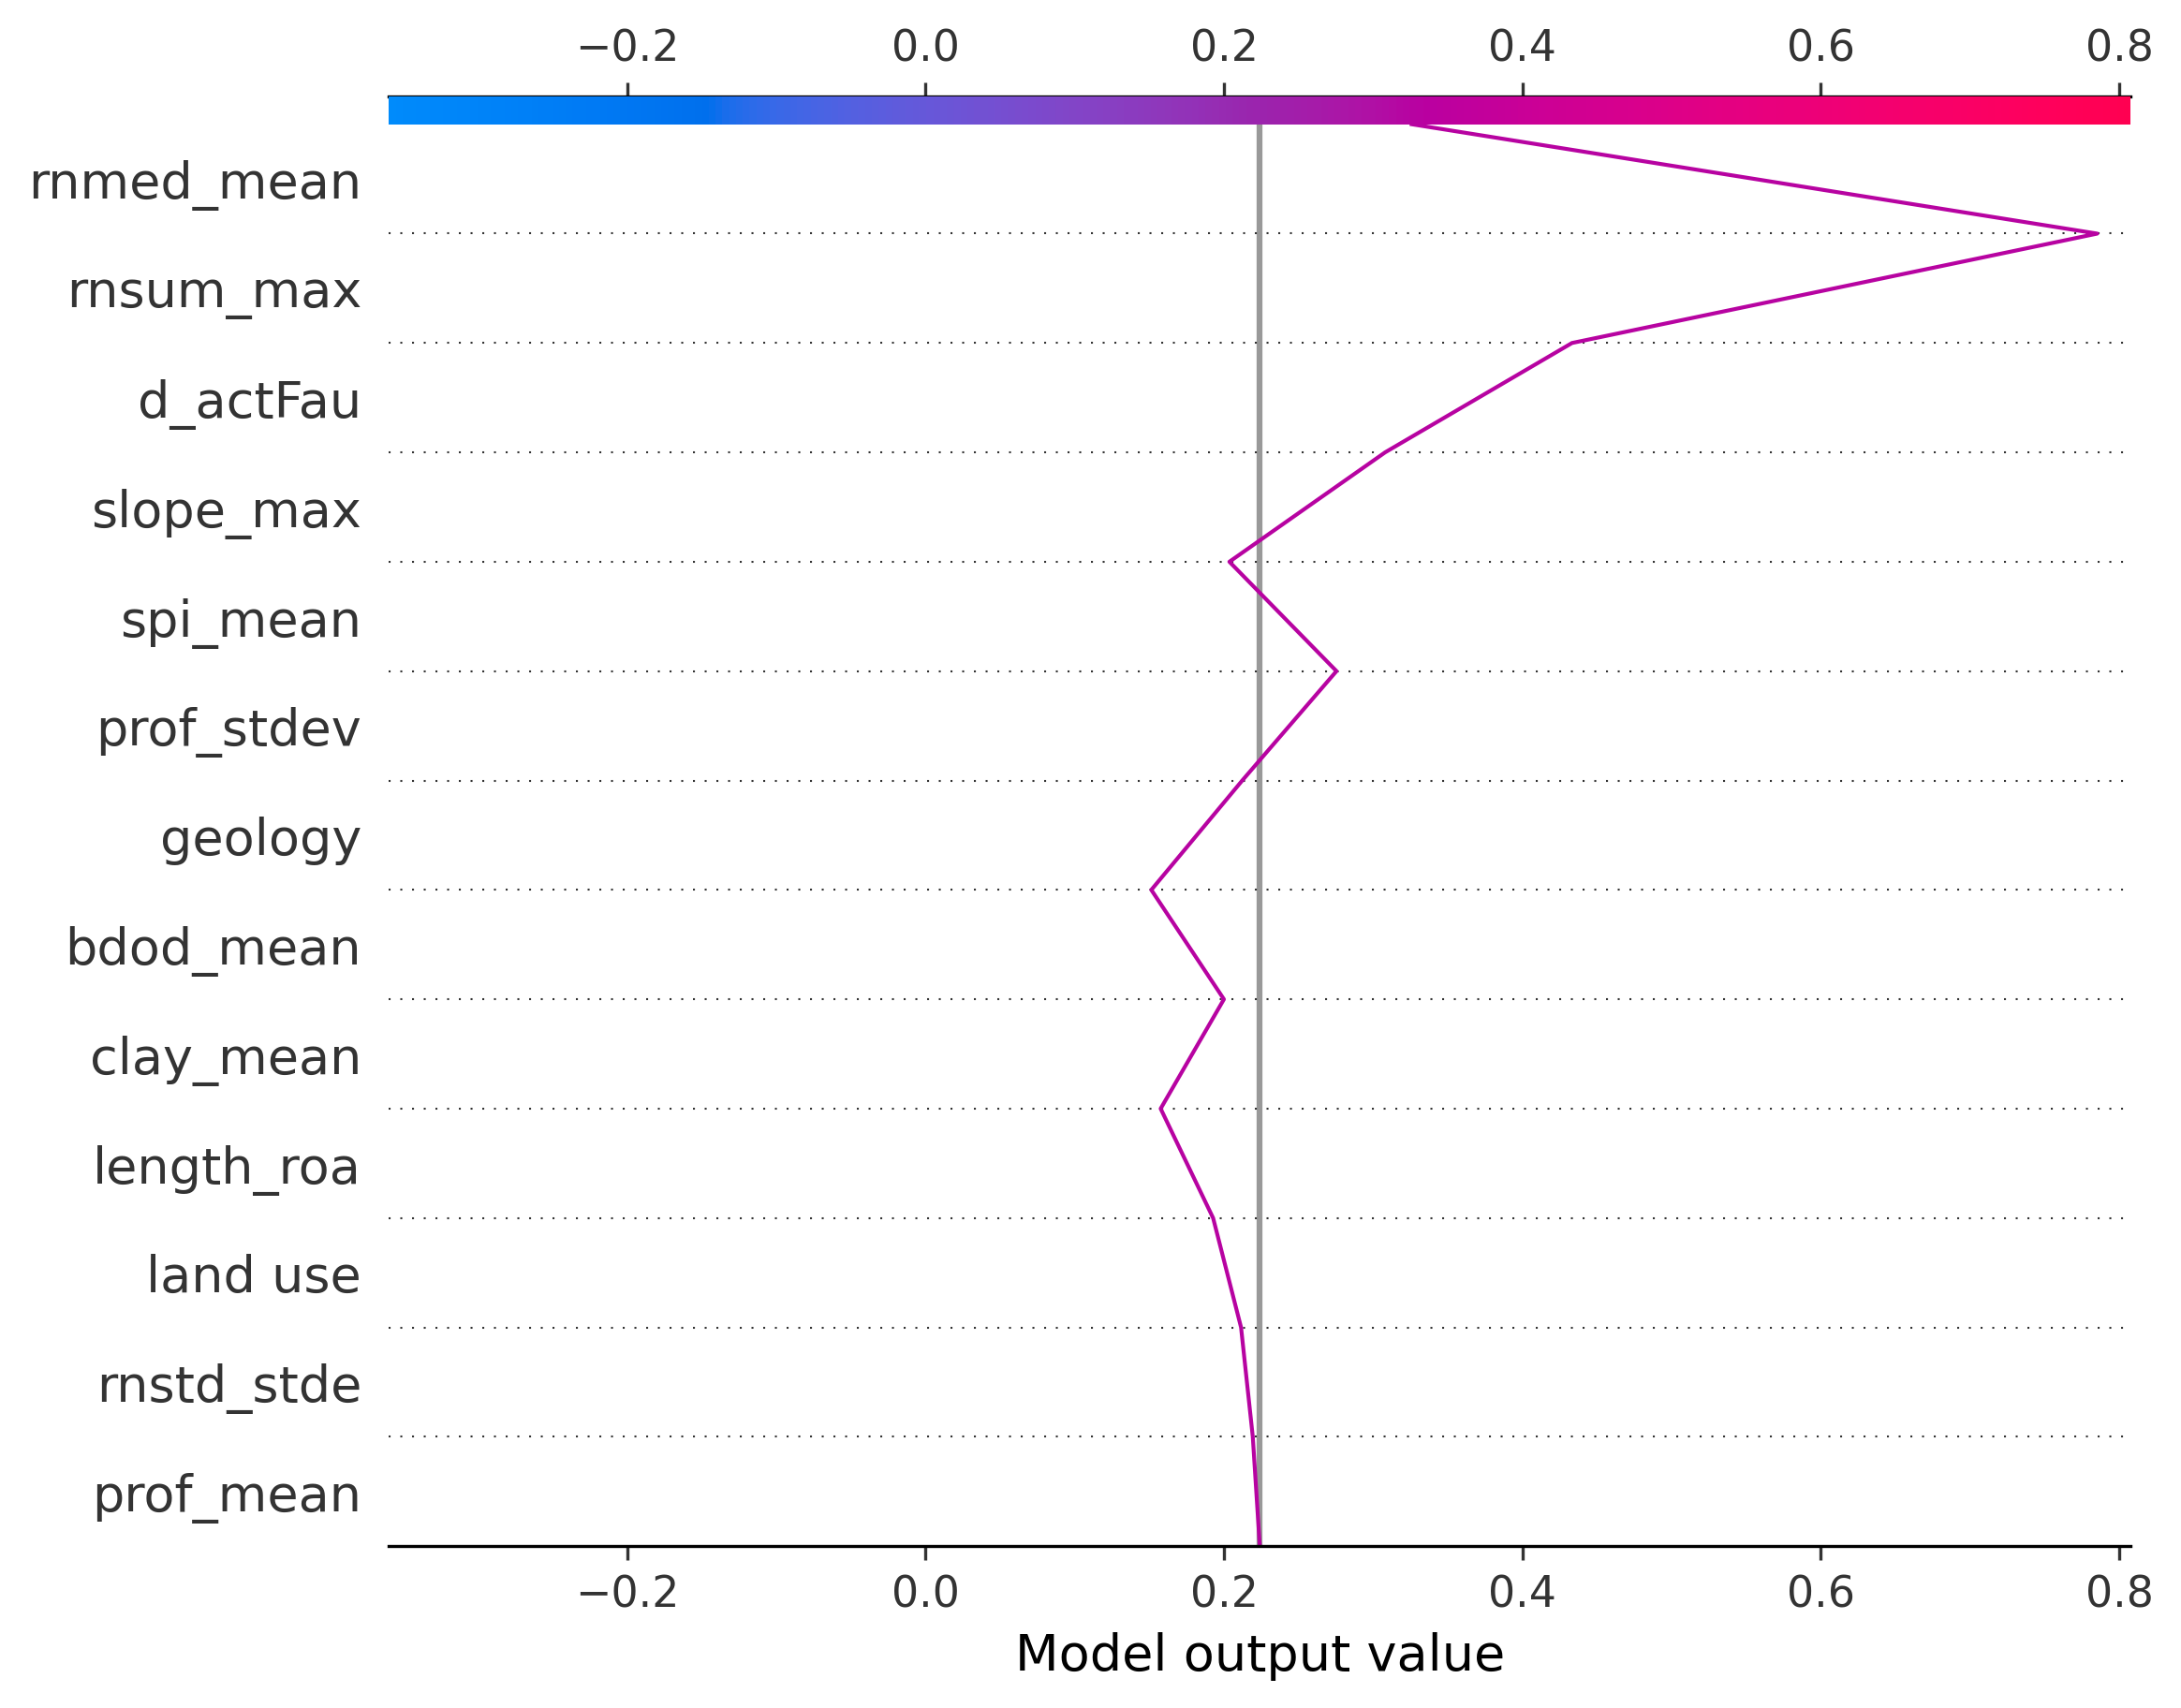 −0.2 0.0 0.2 0.4 0.6 0.8
rnmed_mean
rnsum_max
d_actFau
slope_max
spi_mean
prof_stdev
geology
bdod_mean
clay_mean
length_roa
land use
rnstd_stde
prof_mean
−0.2 0.0 0.2 0.4 0.6 0.8
Model output value